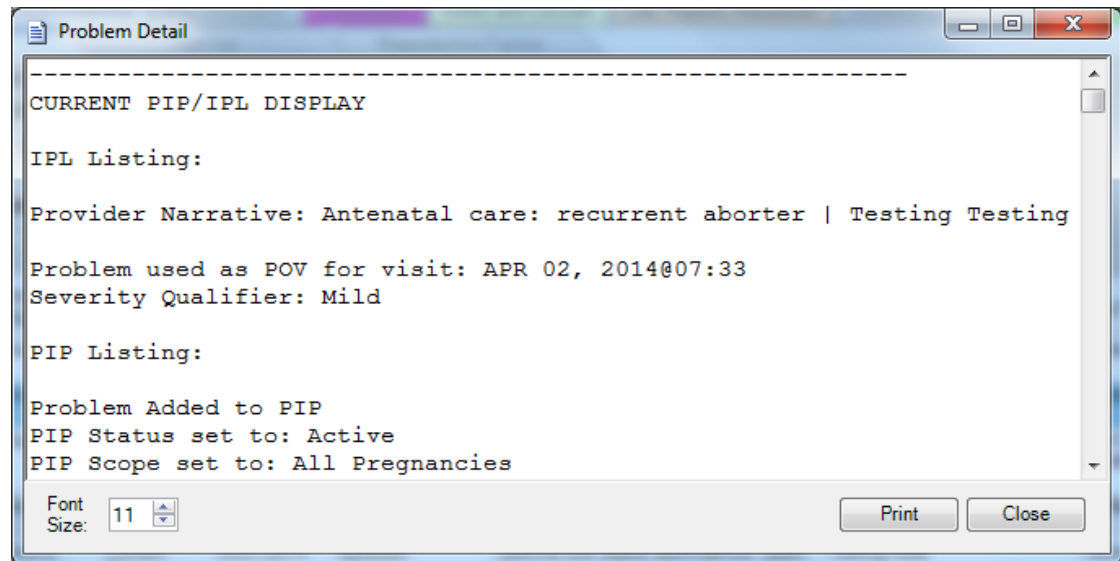 Problem Detail
------------------------------------------------------------
CURRENT PIP/IPL DISPLAY
IPL Listing:
Provider Narrative: Antenatal care: recurrent aborter | Testing Testing
Problem used as POV for visit: APR 02, 2014@07:33
Severity Qualifier: Mild
PIP Listing:
Problem Added to PIP
PIP Status set to: Active
PIP Scope set to: All Pregnancies
Font Size: 11
Print
Close